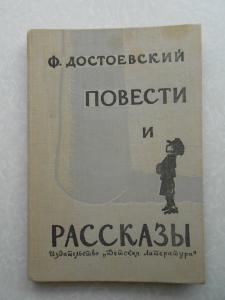 Ф. ДОСТОЕВСКИЙ
ПОВЕСТИ
И
РАССКАЗЫ
Издательство „Детская литература“